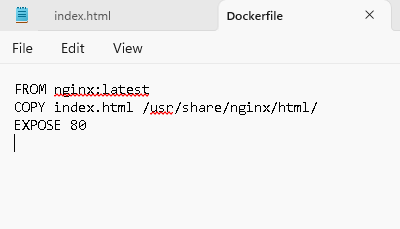 index.html
Dockerfile
File Edit View
FROM nginx:latest
COPY index.html /usr/share/nginx/html/
EXPOSE 80